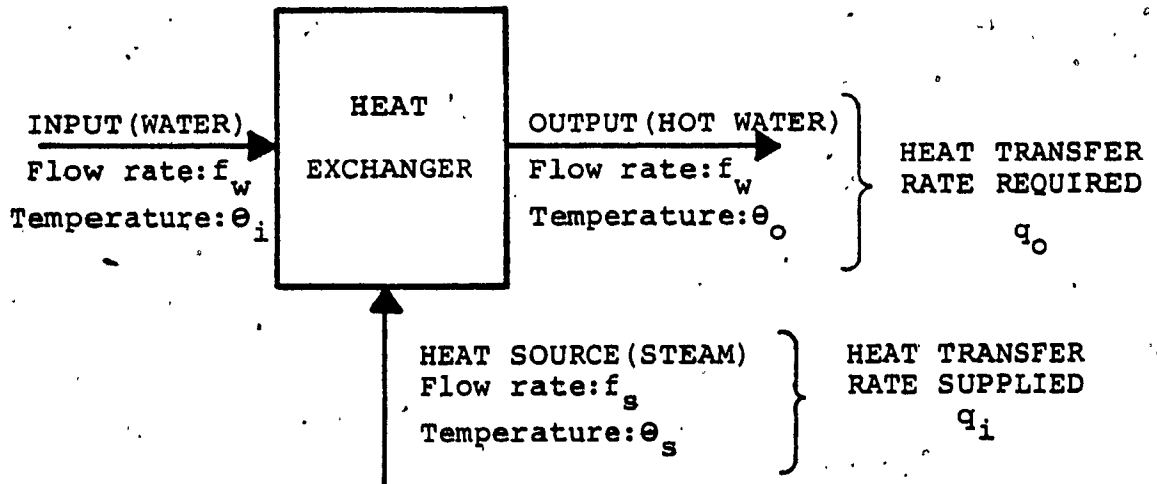 HEAT
EXCHANGER
INPUT(WATER)
Flow rate:f_w
Temperature:Θ_i
OUTPUT(HOT WATER)
Flow rate:f_w
Temperature:Θ_o
HEAT TRANSFER
RATE REQUIRED
q_o
HEAT SOURCE(STEAM)
Flow rate:f_s
Temperature:Θ_s
HEAT TRANSFER
RATE SUPPLIED
q_i